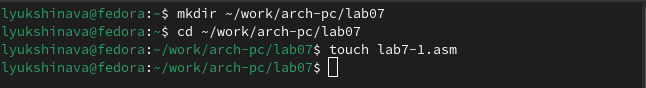 lyukshinava@fedora:~$ mkdir ~/work/arch-pc/lab07
lyukshinava@fedora:~$ cd ~/work/arch-pc/lab07
lyukshinava@fedora:~/work/arch-pc/lab07$ touch lab7-1.asm
lyukshinava@fedora:~/work/arch-pc/lab07$